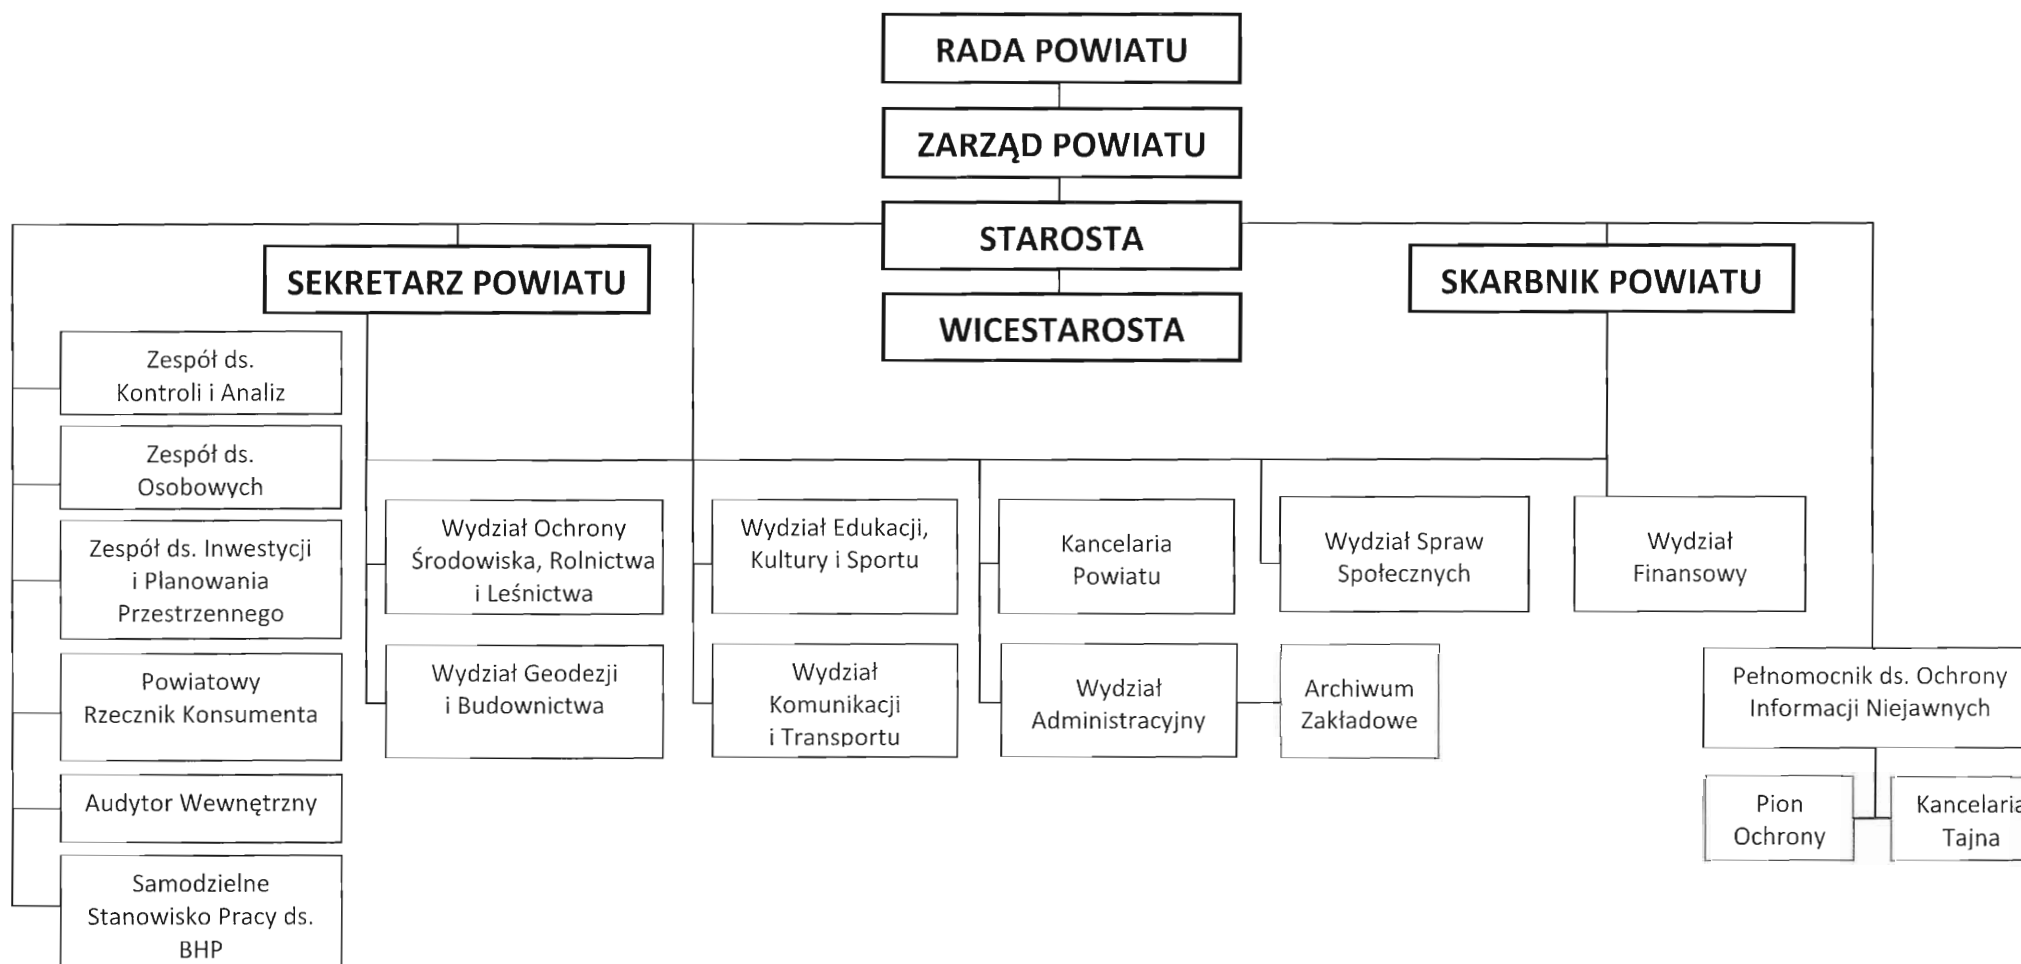 RADA POWIATU
ZARZĄD POWIATU
STAROSTA
SEKRETARZ POWIATU
SKARBNIK POWIATU
WICESTAROSTA
Zespół ds.
Kontroli i Analiz
Zespół ds.
Osobowych
Zespół ds. Inwestycji
i Planowania
Przestrzennego
Powiatowy
Rzecznik Konsumenta
Audytor Wewnętrzny
Samodzielne
Stanowisko Pracy ds.
BHP
Wydział Ochrony
Środowiska, Rolnictwa
i Leśnictwa
Wydział Geodezji
i Budownictwa
Wydział Edukacji,
Kultury i Sportu
Wydział
Komunikacji
i Transportu
Kancelaria
Powiatu
Wydział
Administracyjny
Wydział Spraw
Społecznych
Archiwum
Zakładowe
Wydział
Finansowy
Pełnomocnik ds. Ochrony
Informacji Niejawnych
Pion
Ochrony
Kancelaria
Tajna